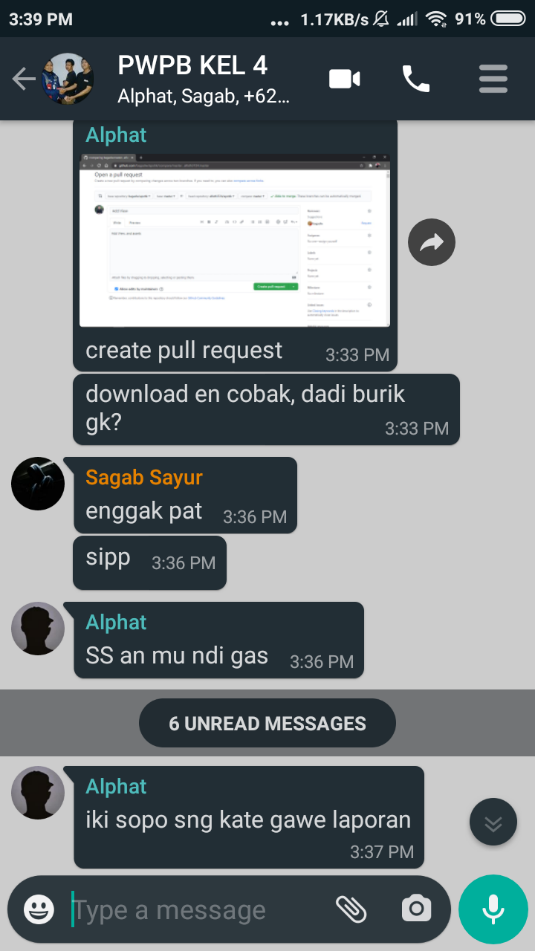 3:39 PM
... 1.17KB/s
91%
PWPB KEL 4
Alphat, Sagab, +62...
Alphat
Open a pull request
Create pull request
create pull request
3:33 PM
download en cobak, dadi burik
gk?
3:33 PM
Sagab Sayur
enggak pat
3:36 PM
sipp
3:36 PM
Alphat
SS an mu ndi gas
3:36 PM
6 UNREAD MESSAGES
Alphat
iki sopo sng kate gawe laporan
3:37 PM
Type a message